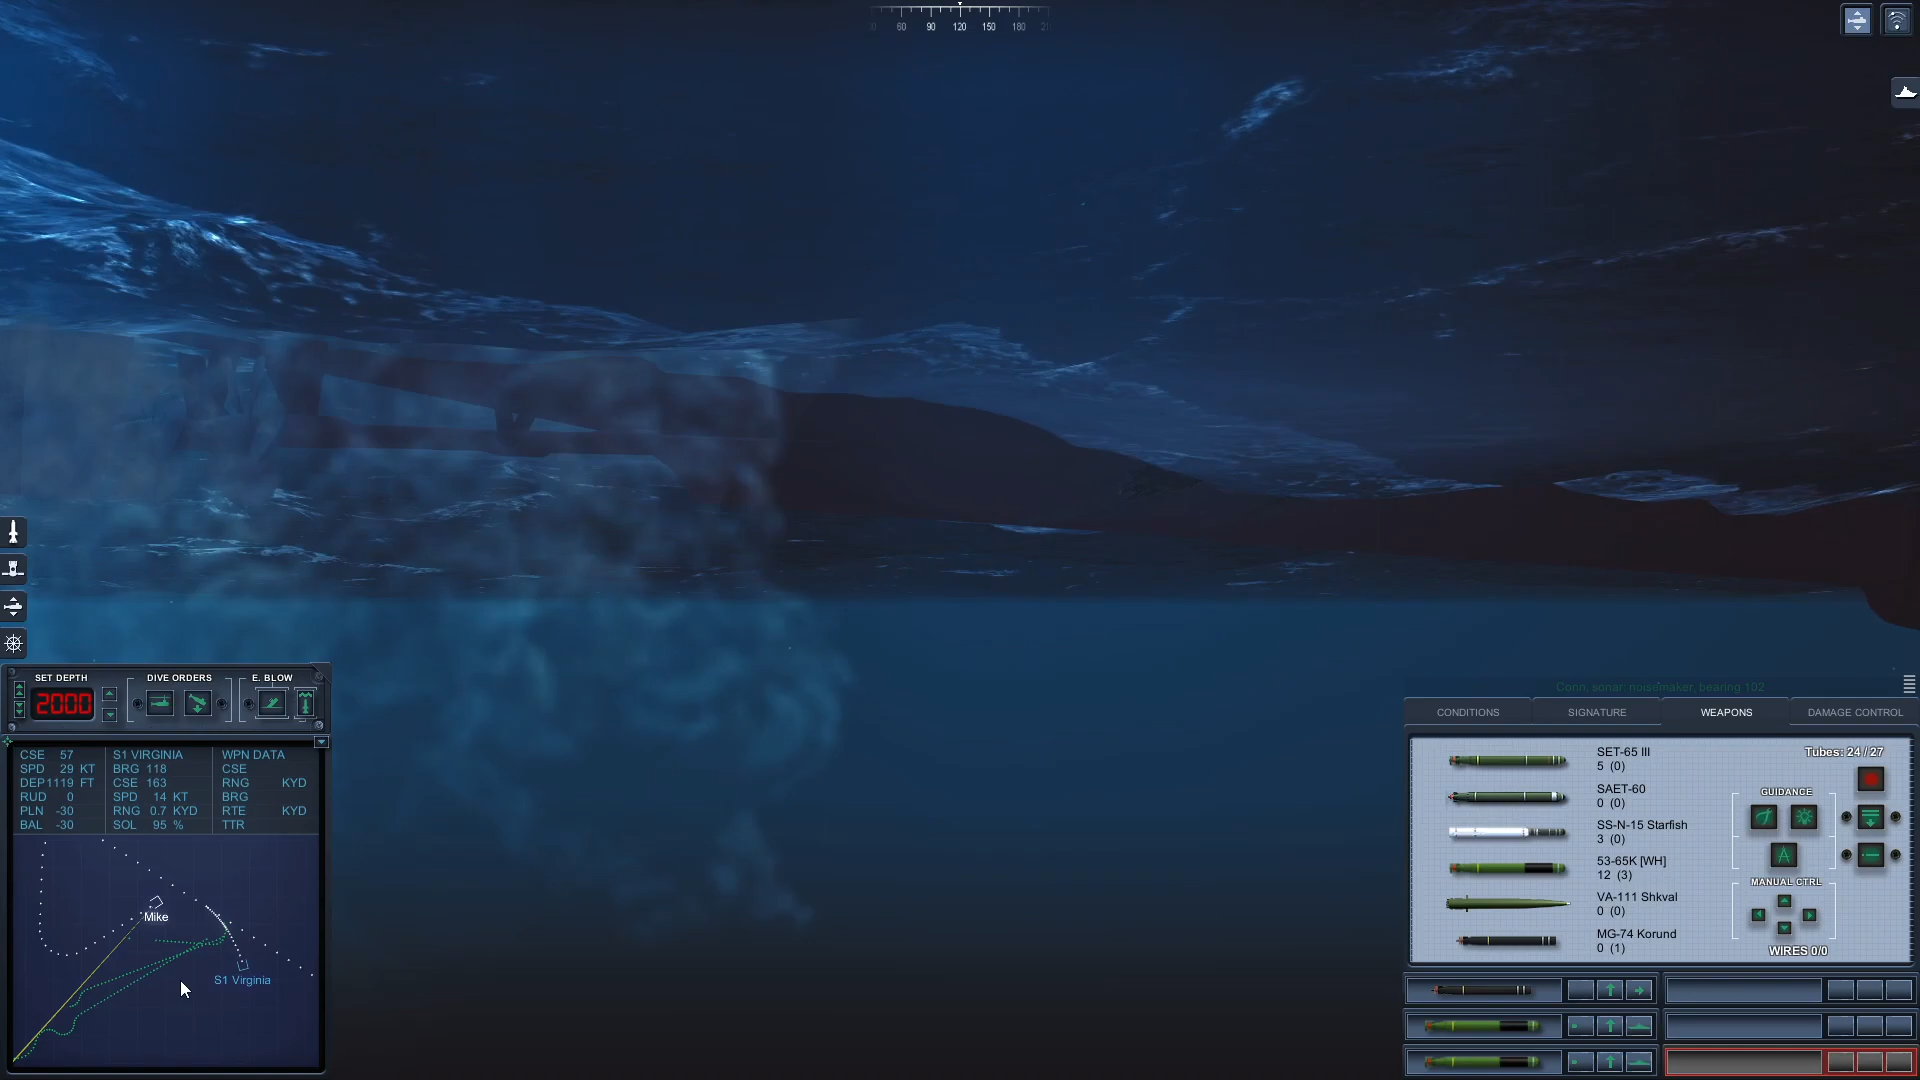 60 90 120 150 180
SET DEPTH
DIVE ORDERS
E. BLOW
2000
CSE 57
SPD 29 KT
DEP 1119 FT
RUD 0
PLN -30
BAL -30
S1 VIRGINIA
BRG 118
CSE 163
SPD 14 KT
RNG 0.7 KYD
SOL 95 %
WPN DATA
CSE
RNG KYD
BRG
RTE KYD
TTR
Mike
S1 Virginia
Conn, sonar: noisemaker, bearing 102
CONDITIONS
SIGNATURE
WEAPONS
DAMAGE CONTROL
SET-65 III
5 (0)
SAET-60
0 (0)
SS-N-15 Starfish
3 (0)
53-65K [WH]
12 (3)
VA-111 Shkval
0 (0)
MG-74 Korund
0 (1)
Tubes: 24 / 27
GUIDANCE
MANUAL CTRL
WIRES 0/0